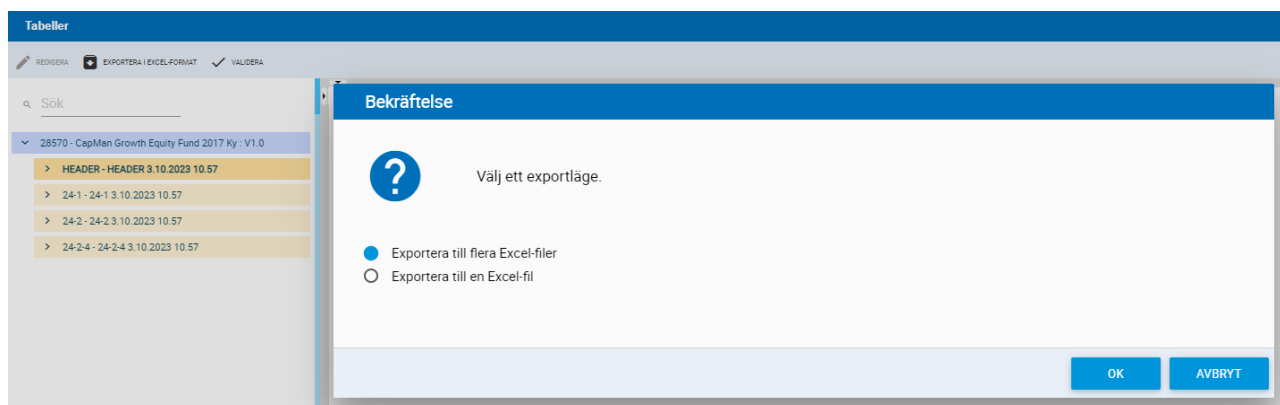 Tabeller
REDIGERA EXPORTERA I EXCEL-FORMAT VALIDERA
Sök
28570 - CapMan Growth Equity Fund 2017 Ky : V1.0
HEADER - HEADER 3.10.2023 10.57
24-1 - 24-1 3.10.2023 10.57
24-2 - 24-2 3.10.2023 10.57
24-2-4 - 24-2-4 3.10.2023 10.57
Bekräftelse
Välj ett exportläge.
Exportera till flera Excel-filer
Exportera till en Excel-fil
OK AVBRYT